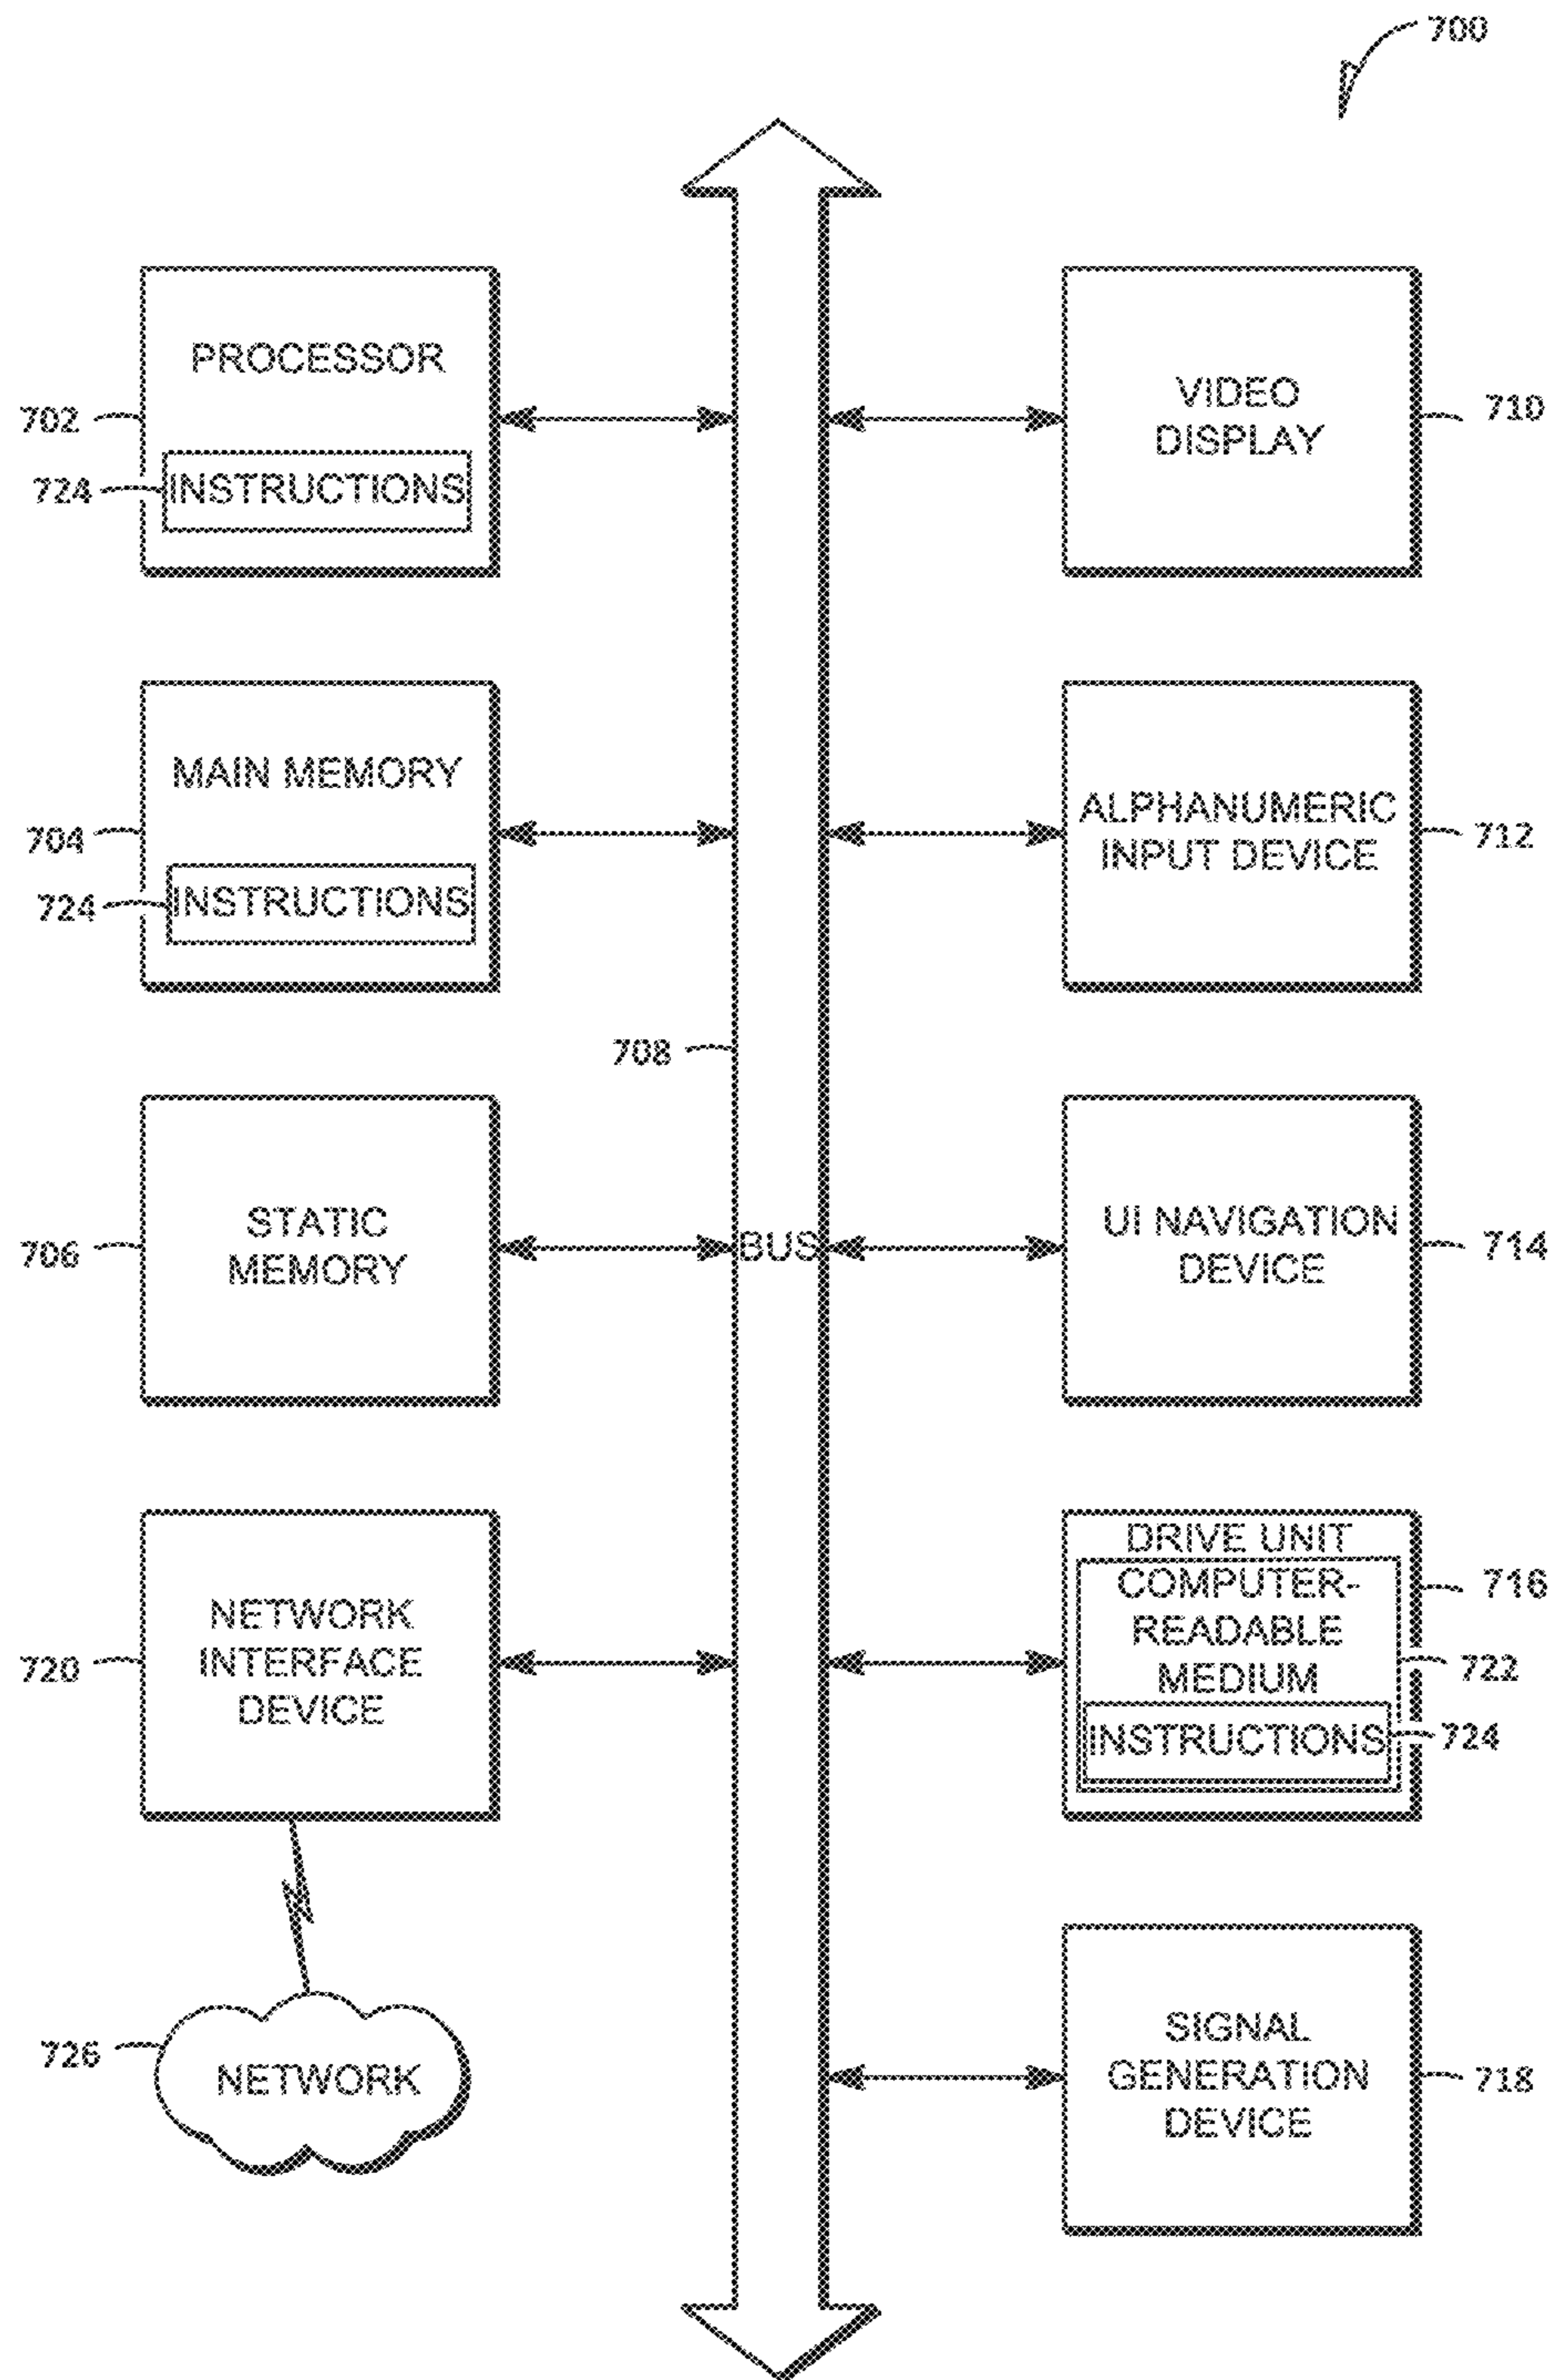 700
PROCESSOR
702
724
INSTRUCTIONS
MAIN MEMORY
704
724
INSTRUCTIONS
708
STATIC
MEMORY
706
BUS
NETWORK
INTERFACE
DEVICE
720
726
NETWORK
VIDEO
DISPLAY
710
ALPHANUMERIC
INPUT DEVICE
712
UI NAVIGATION
DEVICE
714
DRIVE UNIT
COMPUTER-
READABLE
MEDIUM
716
722
INSTRUCTIONS
724
SIGNAL
GENERATION
DEVICE
718